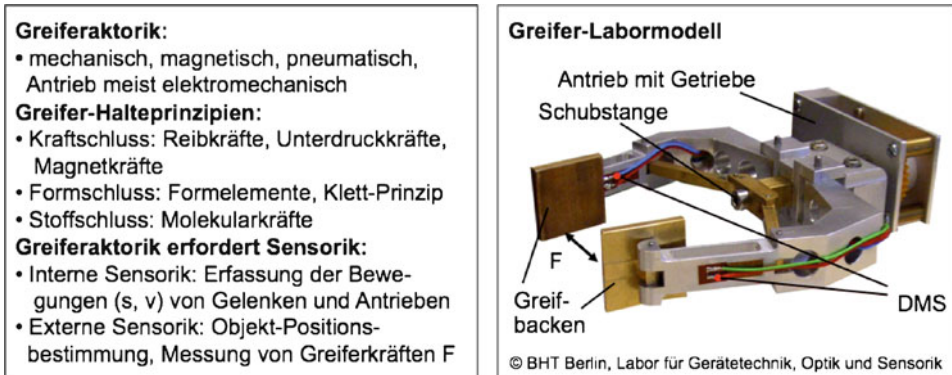 Greiferaktorik:
• mechanisch, magnetisch, pneumatisch,
Antrieb meist elektromechanisch
Greifer-Halteprinzipien:
• Kraftschluss: Reibkräfte, Unterdruckkräfte,
Magnetkräfte
• Formschluss: Formelemente, Klett-Prinzip
• Stoffschluss: Molekularkräfte
Greiferaktorik erfordert Sensorik:
• Interne Sensorik: Erfassung der Bewe-
gungen (s, v) von Gelenken und Antrieben
• Externe Sensorik: Objekt-Positions-
bestimmung, Messung von Greiferkräften F
Greifer-Labormodell
Antrieb mit Getriebe
Schubstange
F
Greif-
backen
DMS
© BHT Berlin, Labor für Gerätetechnik, Optik und Sensorik